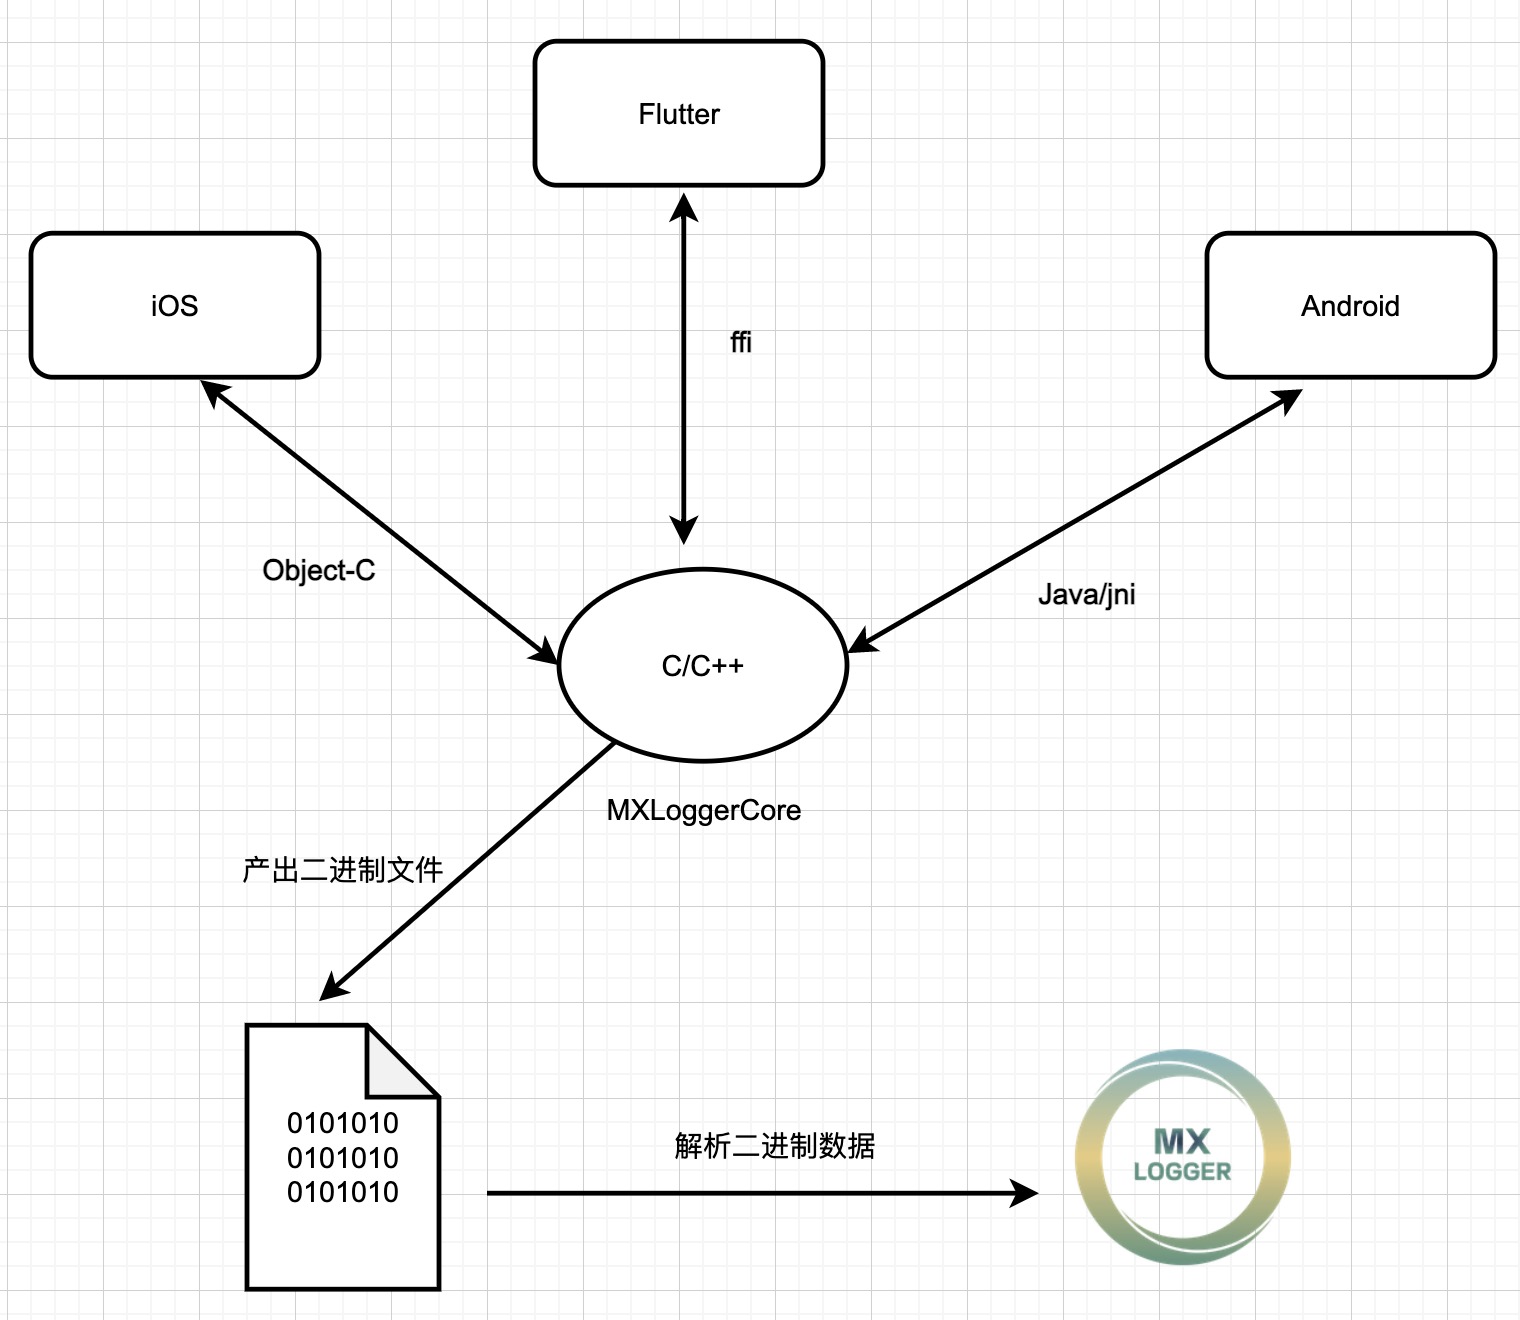 Flutter
iOS
Android
ffi
Object-C
Java/jni
C/C++
MXLoggerCore
产出二进制文件
0101010
0101010
0101010
解析二进制数据
MX
LOGGER